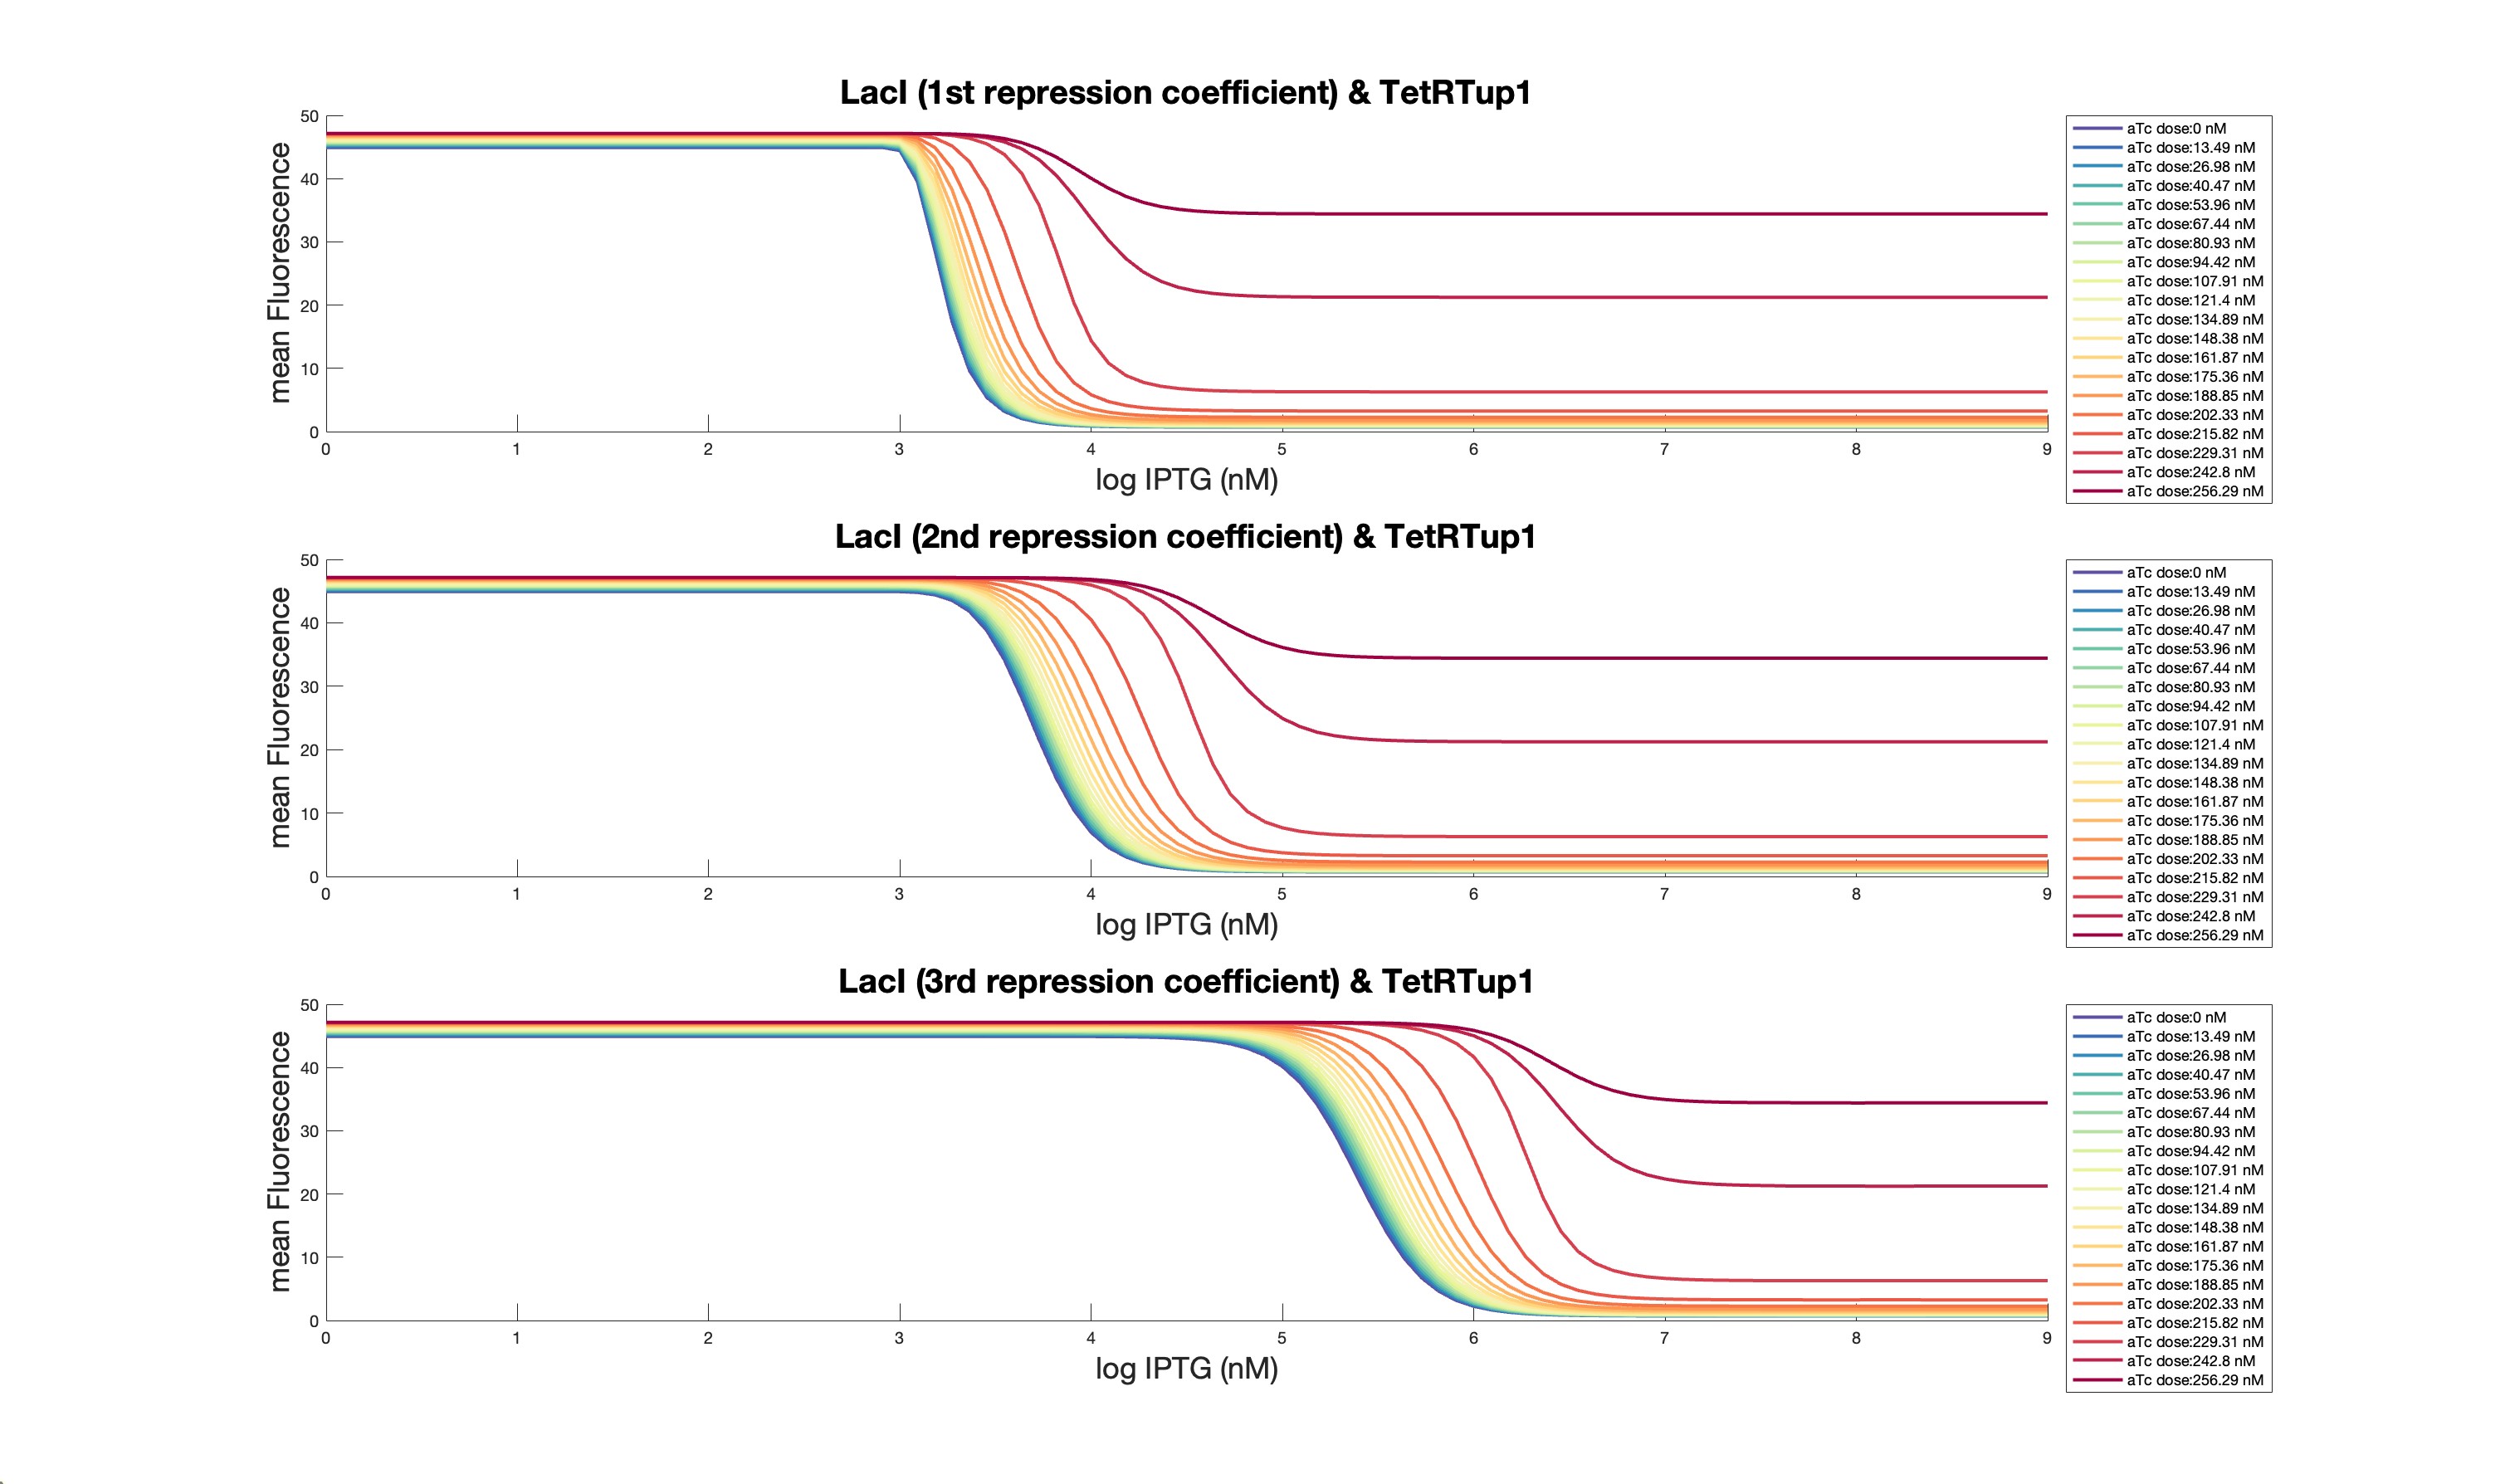 LacI (1st repression coefficient) & TetRTup1
50
40
30
20
10
0
mean Fluorescence
0 1 2 3 4 5 6 7 8 9
log IPTG (nM)
aTc dose:0 nM
aTc dose:13.49 nM
aTc dose:26.98 nM
aTc dose:40.47 nM
aTc dose:53.96 nM
aTc dose:67.44 nM
aTc dose:80.93 nM
aTc dose:94.42 nM
aTc dose:107.91 nM
aTc dose:121.4 nM
aTc dose:134.89 nM
aTc dose:148.38 nM
aTc dose:161.87 nM
aTc dose:175.36 nM
aTc dose:188.85 nM
aTc dose:202.33 nM
aTc dose:215.82 nM
aTc dose:229.31 nM
aTc dose:242.8 nM
aTc dose:256.29 nM
LacI (2nd repression coefficient) & TetRTup1
50
40
30
20
10
0
mean Fluorescence
0 1 2 3 4 5 6 7 8 9
log IPTG (nM)
aTc dose:0 nM
aTc dose:13.49 nM
aTc dose:26.98 nM
aTc dose:40.47 nM
aTc dose:53.96 nM
aTc dose:67.44 nM
aTc dose:80.93 nM
aTc dose:94.42 nM
aTc dose:107.91 nM
aTc dose:121.4 nM
aTc dose:134.89 nM
aTc dose:148.38 nM
aTc dose:161.87 nM
aTc dose:175.36 nM
aTc dose:188.85 nM
aTc dose:202.33 nM
aTc dose:215.82 nM
aTc dose:229.31 nM
aTc dose:242.8 nM
aTc dose:256.29 nM
LacI (3rd repression coefficient) & TetRTup1
50
40
30
20
10
0
mean Fluorescence
0 1 2 3 4 5 6 7 8 9
log IPTG (nM)
aTc dose:0 nM
aTc dose:13.49 nM
aTc dose:26.98 nM
aTc dose:40.47 nM
aTc dose:53.96 nM
aTc dose:67.44 nM
aTc dose:80.93 nM
aTc dose:94.42 nM
aTc dose:107.91 nM
aTc dose:121.4 nM
aTc dose:134.89 nM
aTc dose:148.38 nM
aTc dose:161.87 nM
aTc dose:175.36 nM
aTc dose:188.85 nM
aTc dose:202.33 nM
aTc dose:215.82 nM
aTc dose:229.31 nM
aTc dose:242.8 nM
aTc dose:256.29 nM